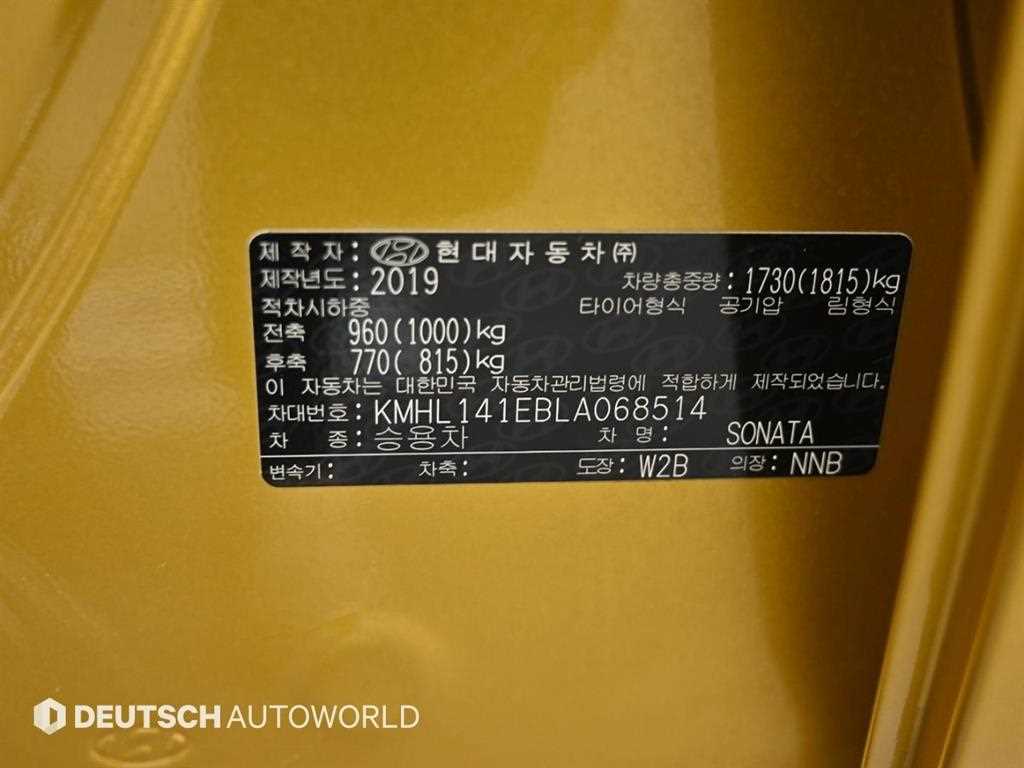 제 작 자 : 현대자동차㈜
제작년도 : 2019 차량총중량 : 1730(1815)kg
적차시하중 타이어형식 공기압 림형식
전축 960(1000)kg
후축 770( 815)kg
이 자동차는 대한민국 자동차관리법령에 적합하게 제작되었습니다.
차대번호 : KMHL141EBLA068514
차 종 : 승용차 차 명 : SONATA
변속기 : 차축 : 도장 : W2B 의장 : NNB
DEUTSCH AUTOWORLD